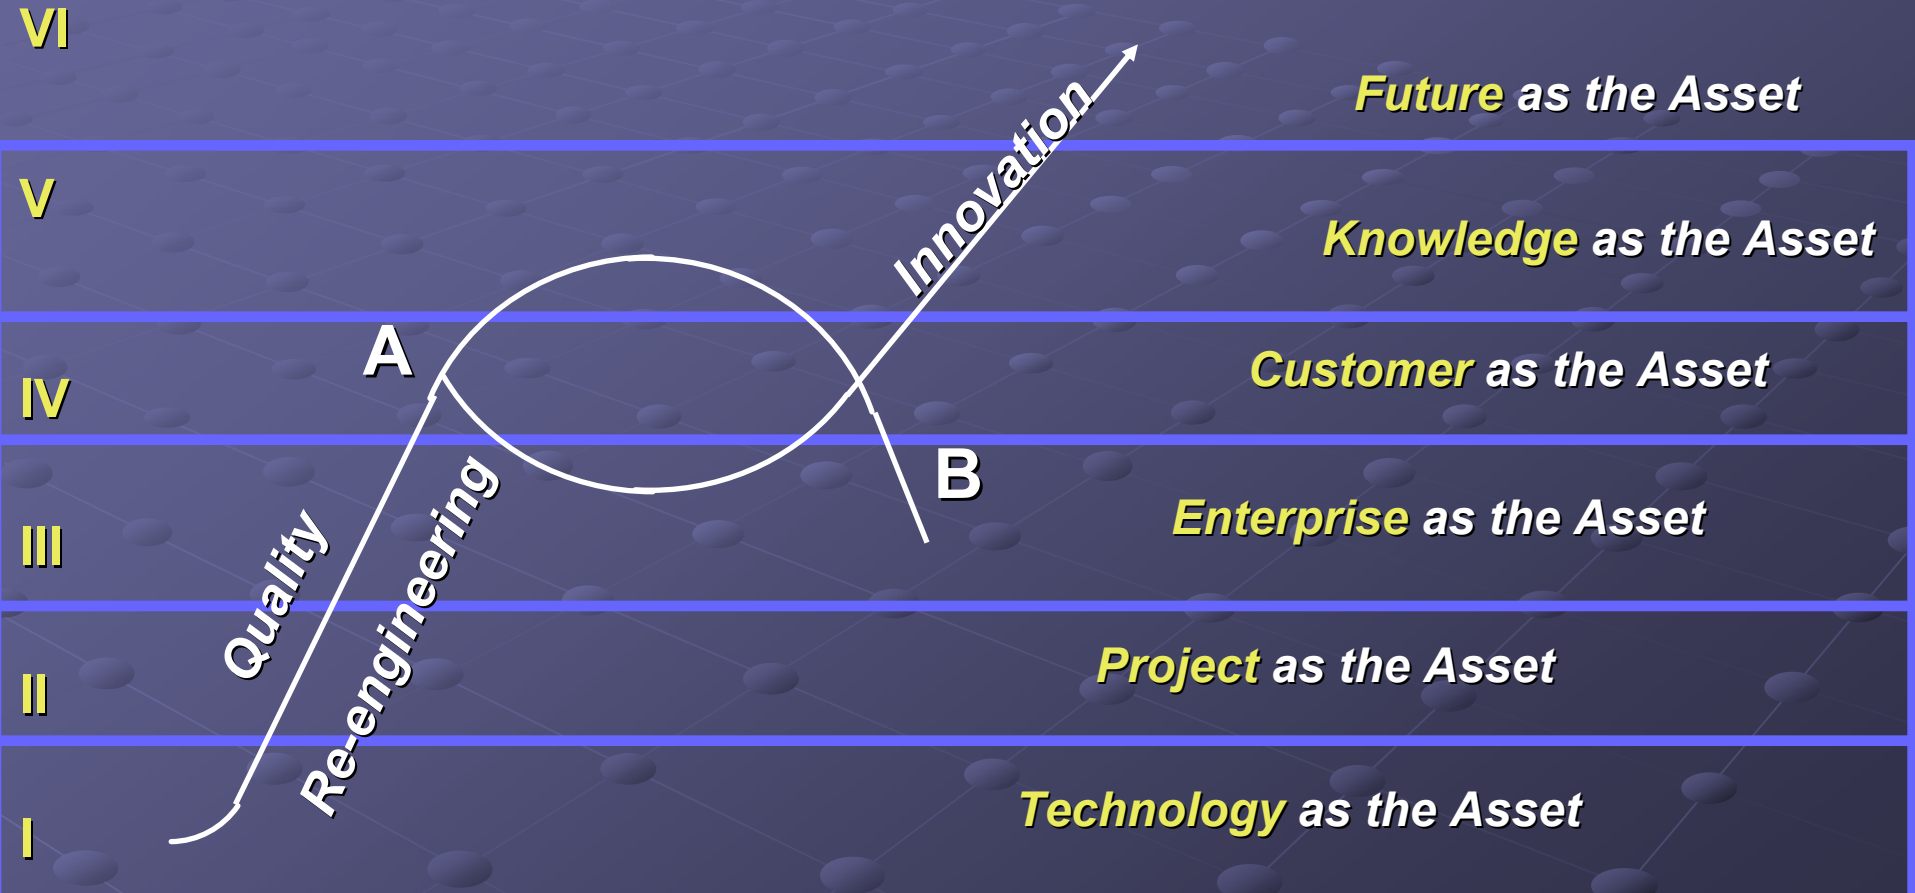 VI
Future as the Asset
Innovation
V
Knowledge as the Asset
A
IV
Customer as the Asset
B
III
Enterprise as the Asset
Quality
Re-engineering
II
Project as the Asset
I
Technology as the Asset